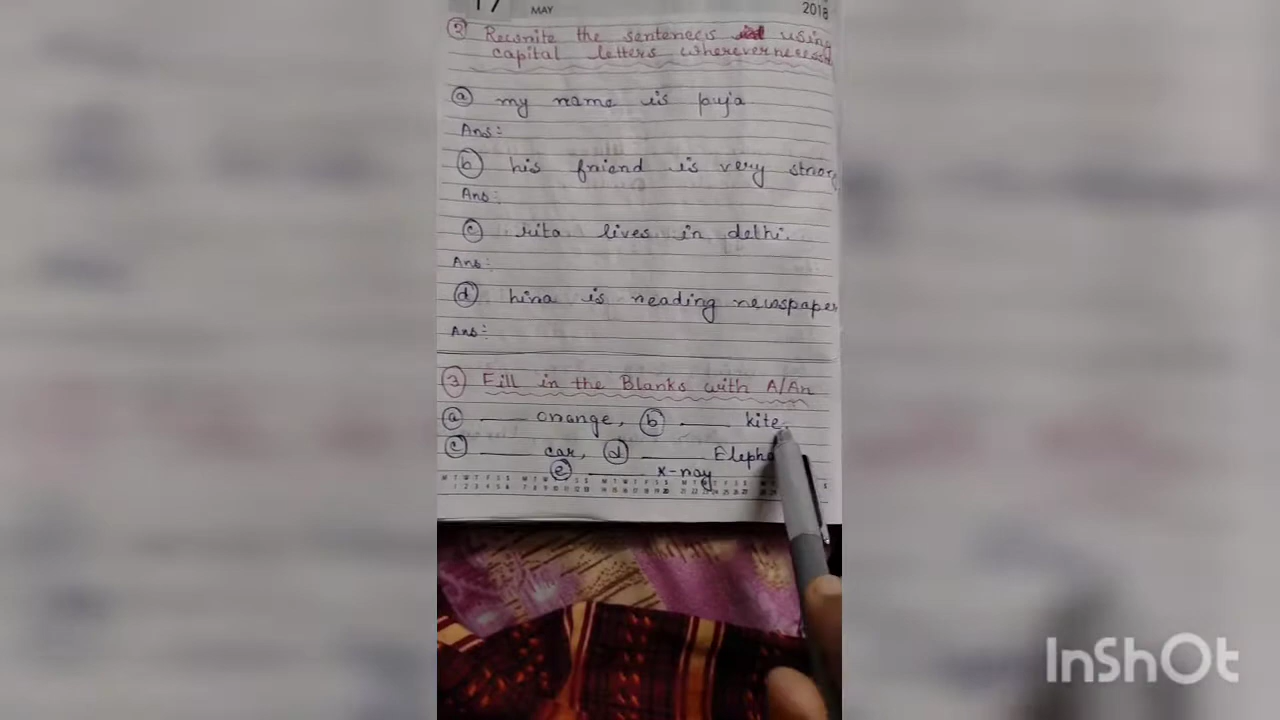 17 MAY 2018
② Rewrite the sentences using
capital letters wherever
ⓐ my name is puja
Ans:
ⓑ his friend is very strong
Ans:
ⓒ rita lives in delhi.
Ans:
ⓓ hina is reading newspaper
Ans:
③ Fill in the Blanks with A/An
ⓐ ____ orange, ⓑ ____ kite,
ⓒ ____ car, ⓓ ____
ⓔ ____ x-ray
InShOt